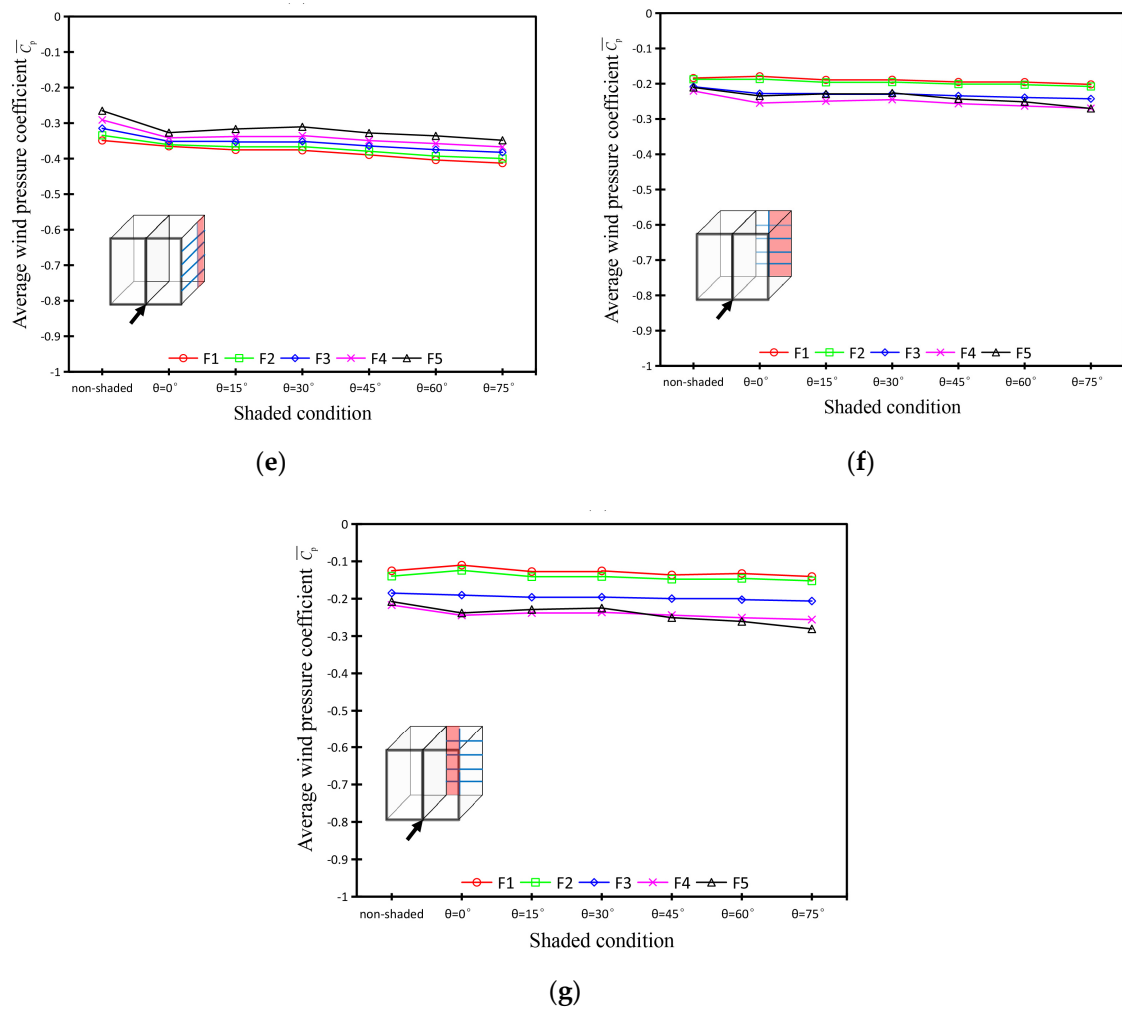 0
-0.1
-0.2
-0.3
-0.4
-0.5
-0.6
-0.7
-0.8
-0.9
-1
Average wind pressure coefficient C̅p
F1 F2 F3 F4 F5
non-shaded θ=0° θ=15° θ=30° θ=45° θ=60° θ=75°
Shaded condition
(e)
0
-0.1
-0.2
-0.3
-0.4
-0.5
-0.6
-0.7
-0.8
-0.9
-1
Average wind pressure coefficient C̅p
F1 F2 F3 F4 F5
non-shaded θ=0° θ=15° θ=30° θ=45° θ=60° θ=75°
Shaded condition
(f)
0
-0.1
-0.2
-0.3
-0.4
-0.5
-0.6
-0.7
-0.8
-0.9
-1
Average wind pressure coefficient C̅p
F1 F2 F3 F4 F5
non-shaded θ=0° θ=15° θ=30° θ=45° θ=60° θ=75°
Shaded condition
(g)